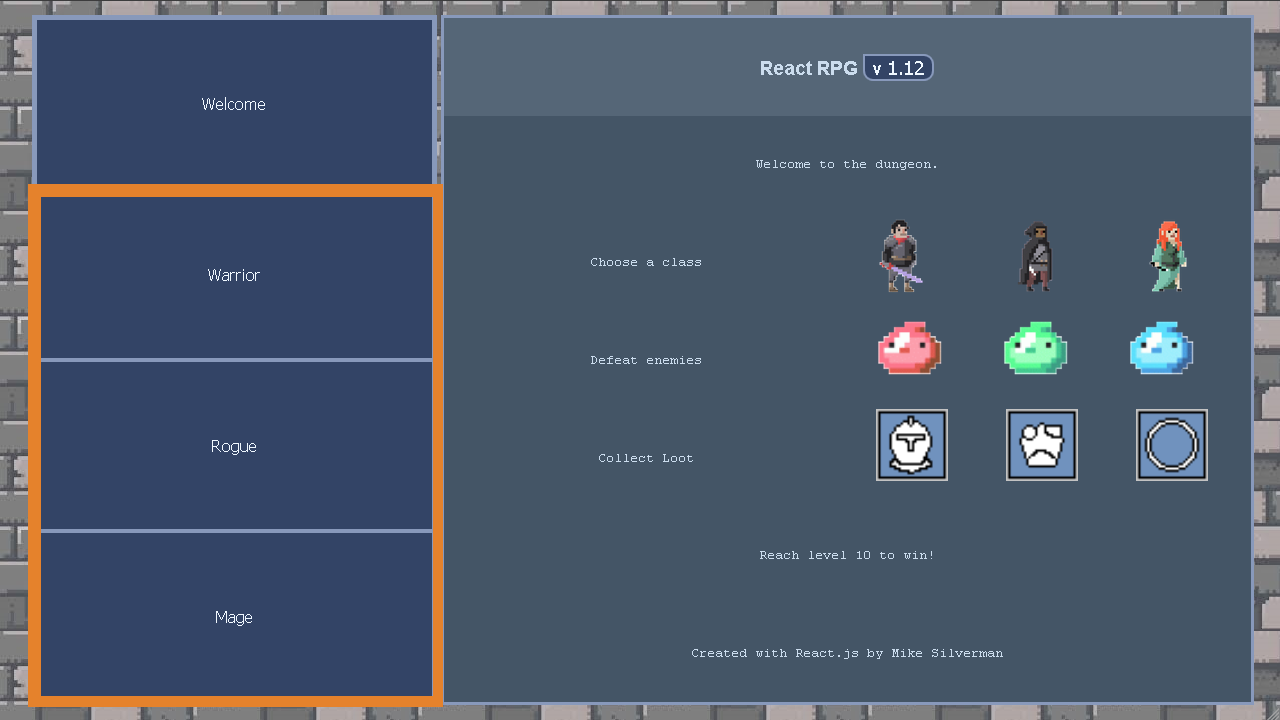 Welcome
Warrior
Rogue
Mage
React RPG v 1.12
Welcome to the dungeon.
Choose a class
Defeat enemies
Collect Loot
Reach level 10 to win!
Created with React.js by Mike Silverman